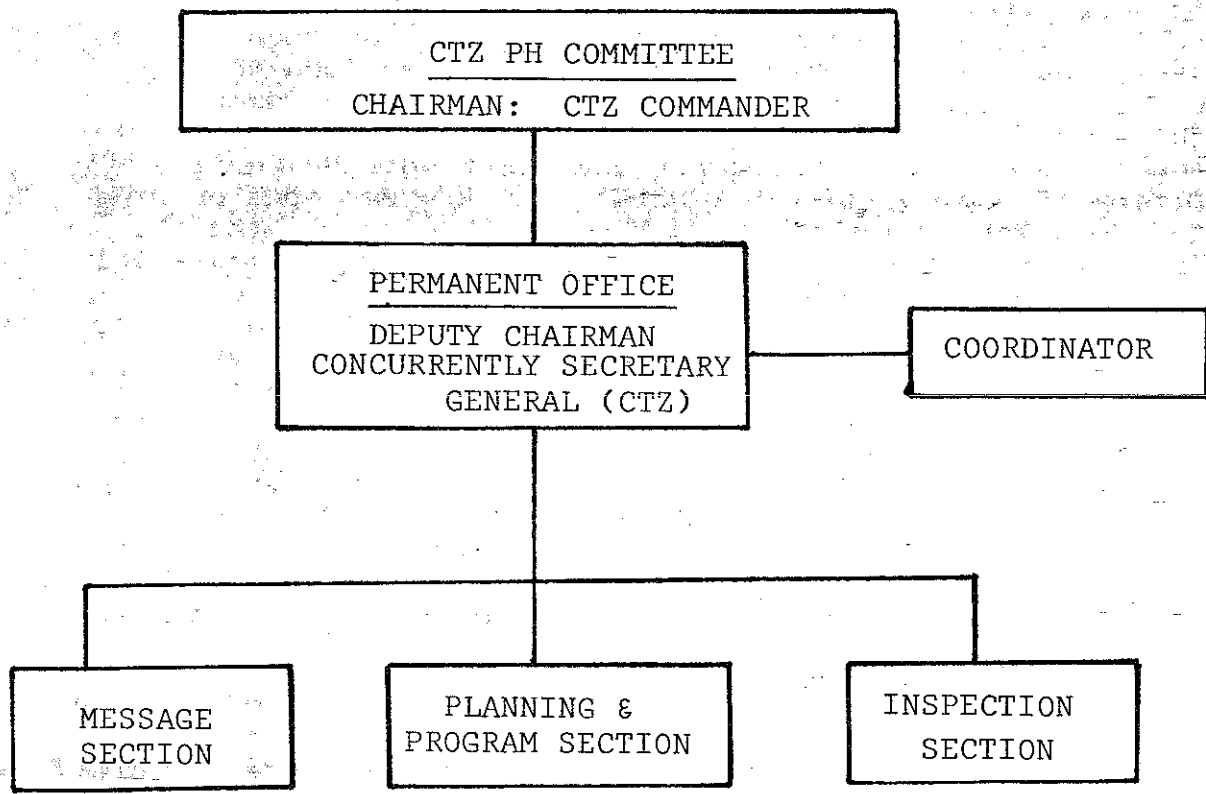 CTZ PH COMMITTEE
CHAIRMAN: CTZ COMMANDER
PERMANENT OFFICE
DEPUTY CHAIRMAN
CONCURRENTLY SECRETARY
GENERAL (CTZ)
COORDINATOR
MESSAGE
SECTION
PLANNING &
PROGRAM SECTION
INSPECTION
SECTION